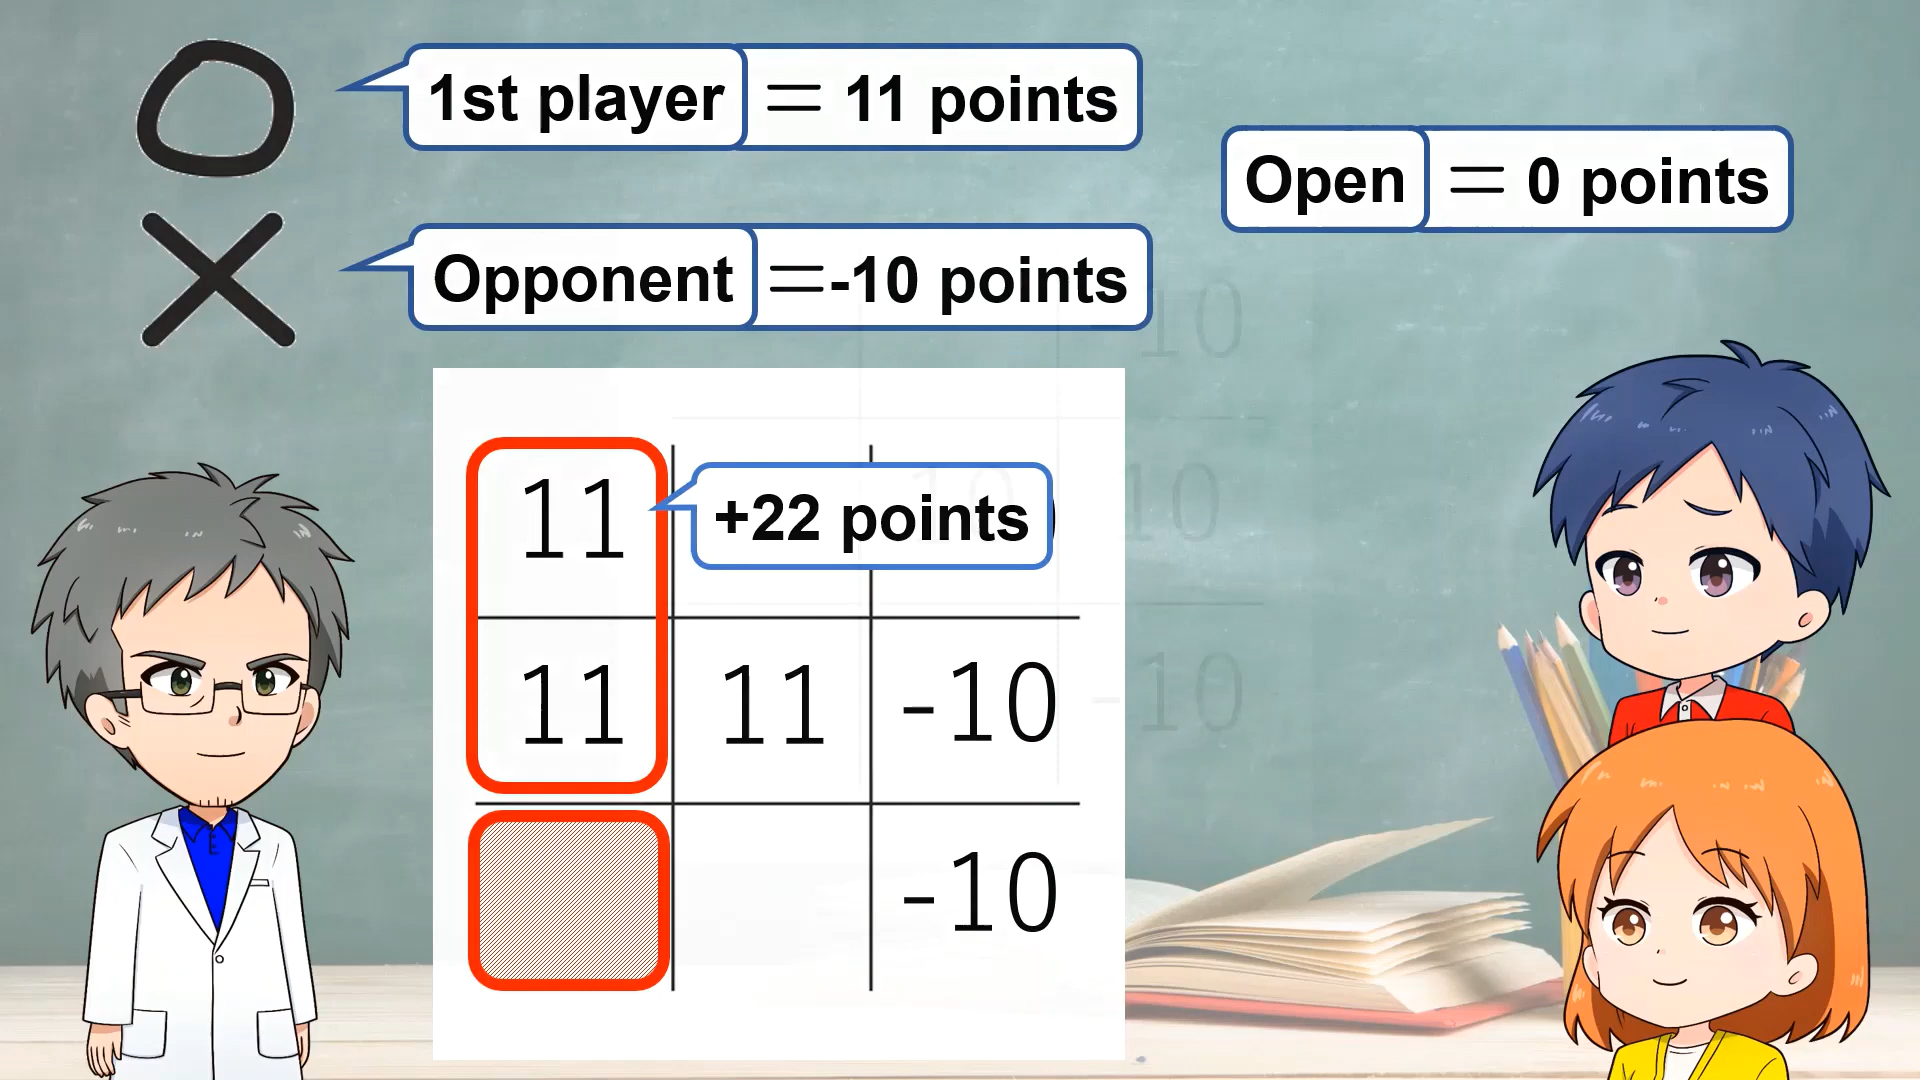 1st player = 11 points
Open = 0 points
Opponent =-10 points
11 +22 points
11 11 -10
-10